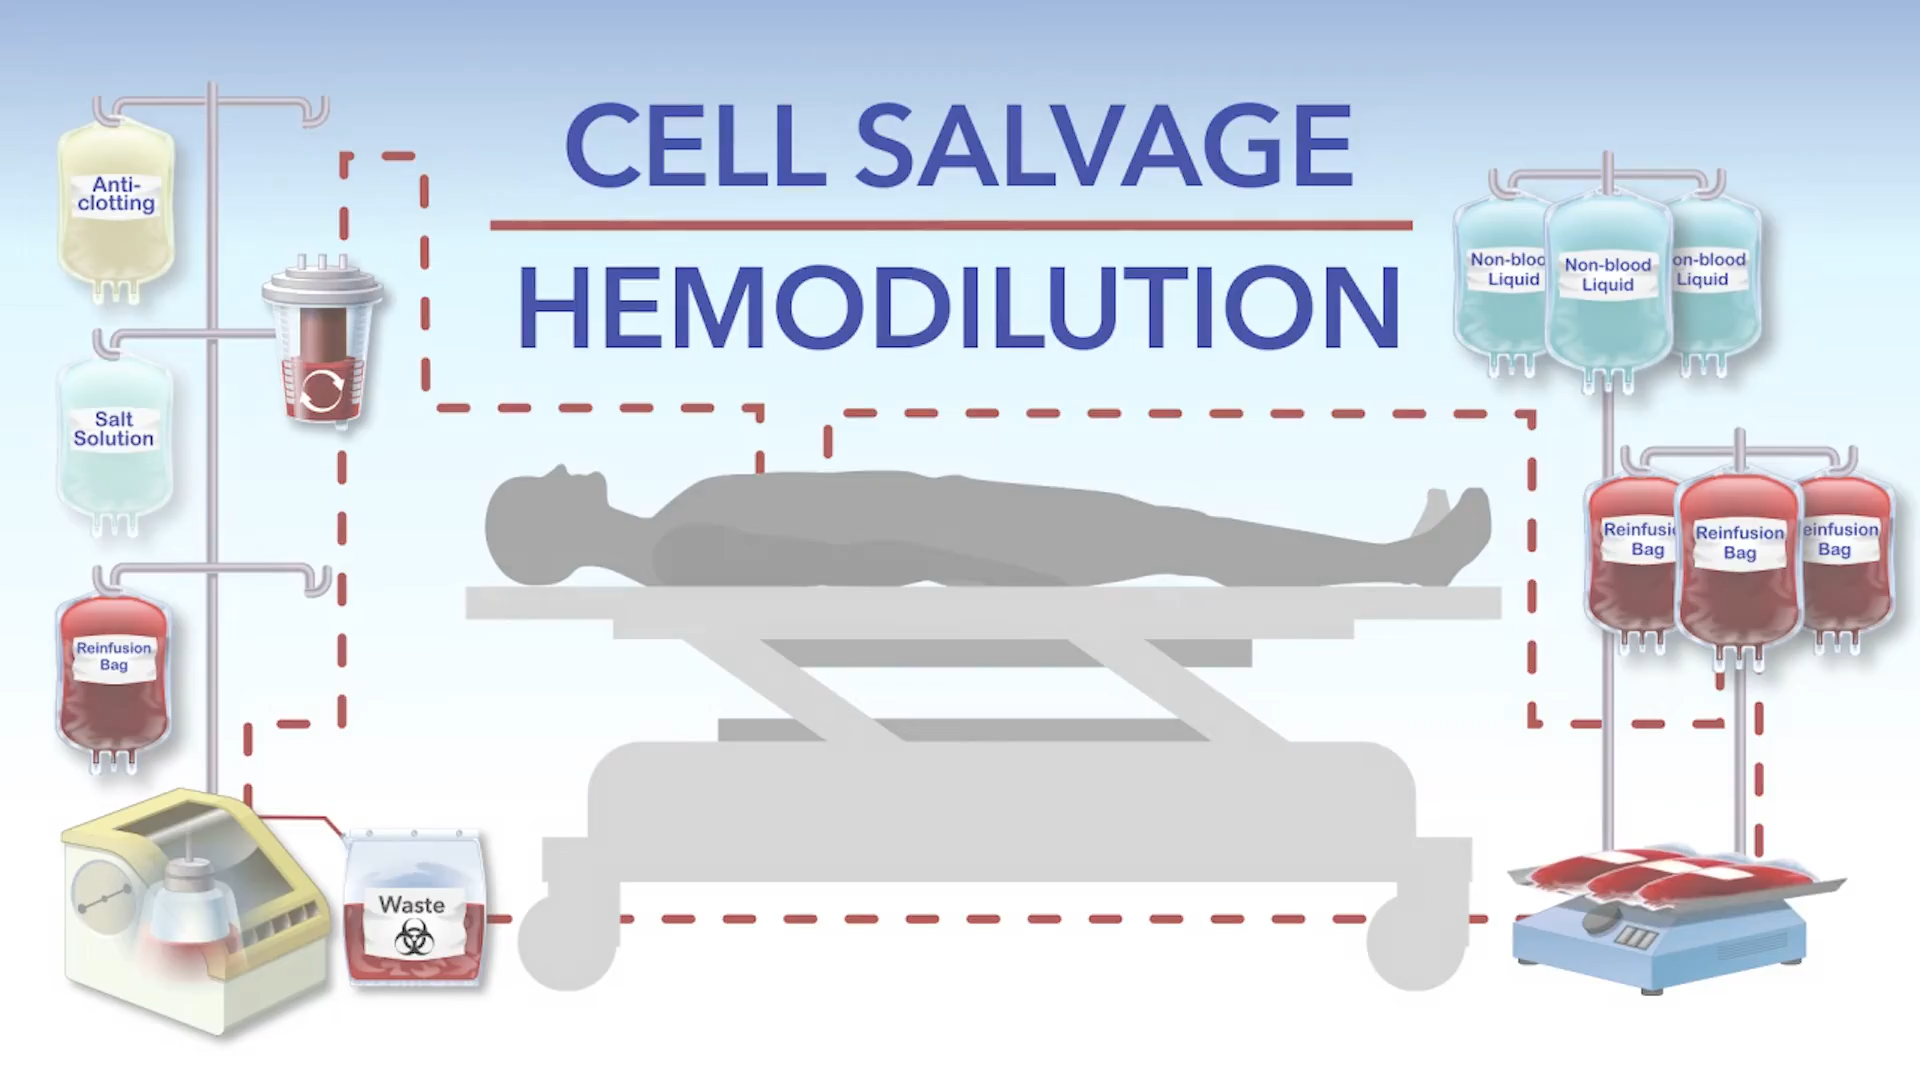 CELL SALVAGE
HEMODILUTION
Anti-
clotting
Salt
Solution
Reinfusion
Bag
Waste
Non-bloo
Liquid
Non-blood
Liquid
on-blood
Liquid
Reinfusi
Bag
Reinfusion
Bag
einfusion
Bag